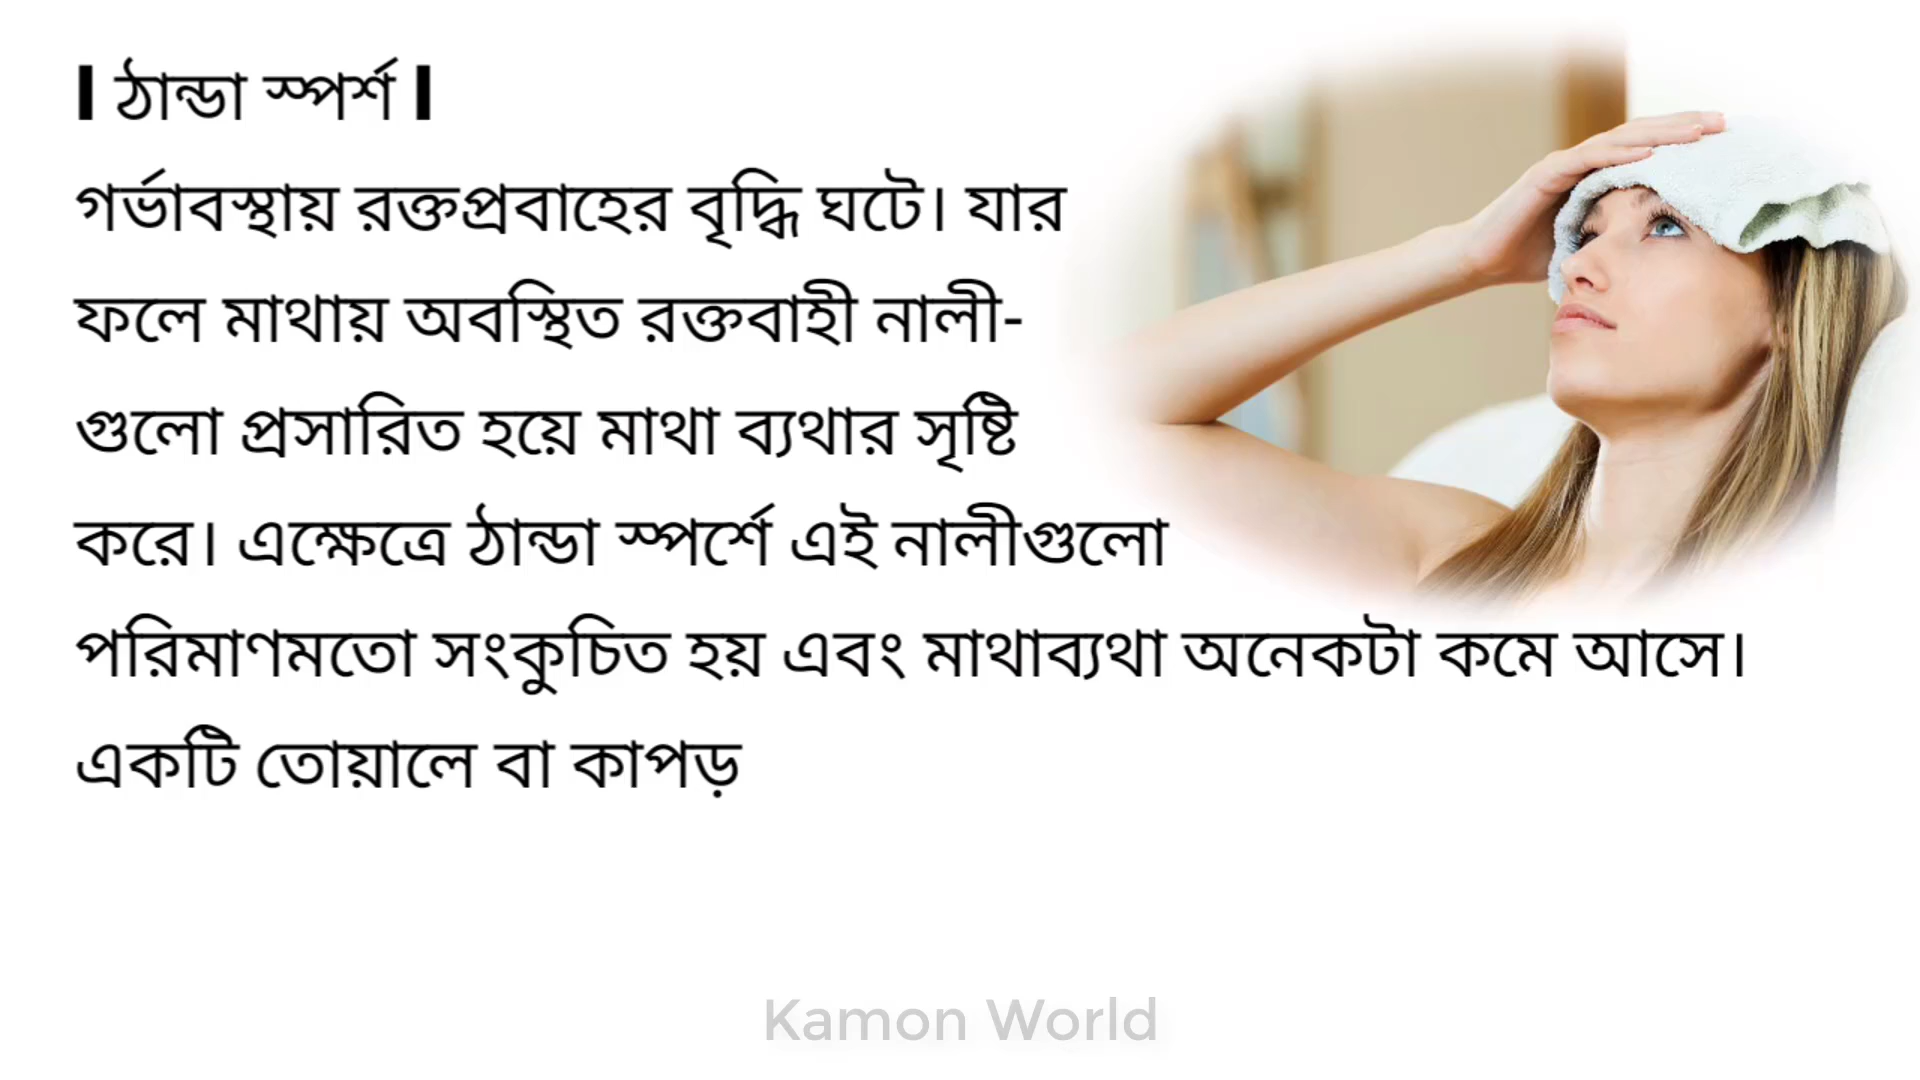 । ঠান্ডা স্পর্শ ।
গর্ভাবস্থায় রক্তপ্রবাহের বৃদ্ধি ঘটে। যার
ফলে মাথায় অবস্থিত রক্তবাহী নালী-
গুলো প্রসারিত হয়ে মাথা ব্যথার সৃষ্টি
করে। এক্ষেত্রে ঠান্ডা স্পর্শে এই নালীগুলো
পরিমাণমতো সংকুচিত হয় এবং মাথাব্যথা অনেকটা কমে আসে।
একটি তোয়ালে বা কাপড়
Kamon World